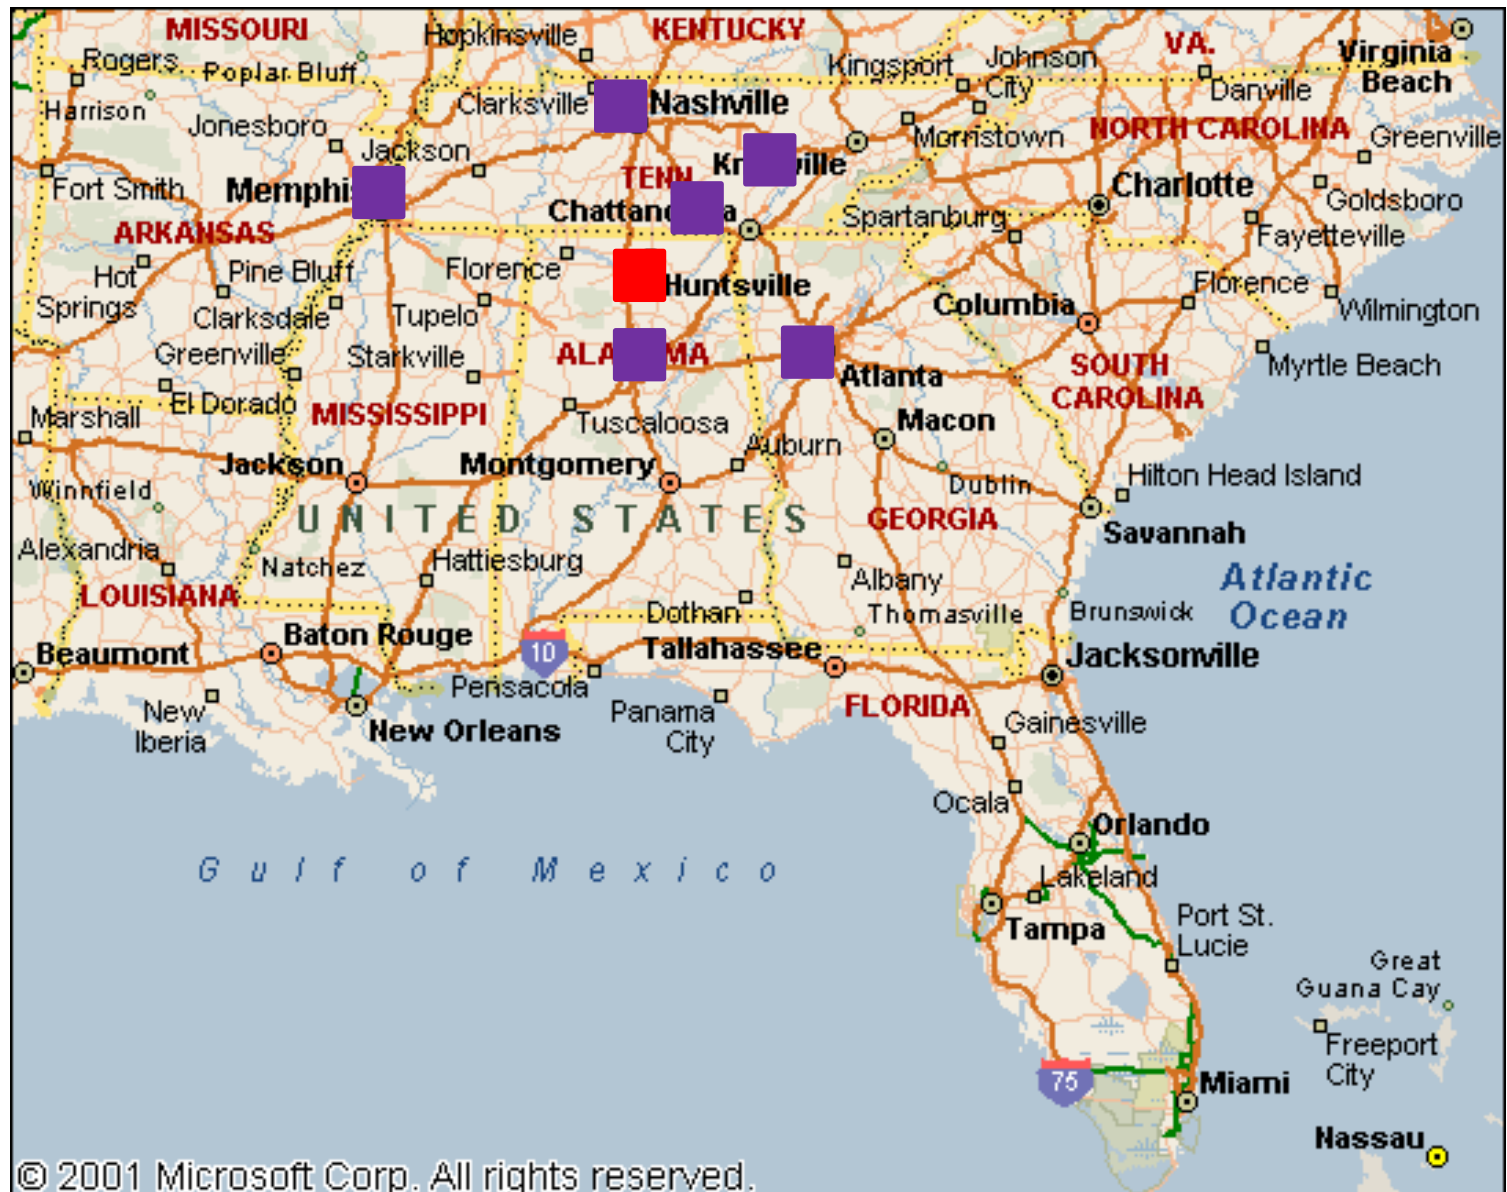 MISSOURI
Hopkinsville
KENTUCKY
VA.
Virginia
Beach
Rogers
Poplar Bluff
Kingsport
Johnson
City
Danville
Harrison
Clarksville
Nashville
Jonesboro
Jackson
Morristown
NORTH CAROLINA
Greenville
Fort Smith
Memphi
TENN
Kn ville
Charlotte
Goldsboro
ARKANSAS
Chattano a
Spartanburg
Fayetteville
Hot
Springs
Pine Bluff
Florence
Huntsville
Columbia
Florence
Wilmington
Clarksdale
Tupelo
Greenville
Starkville
ALA MA
Atlanta
SOUTH
CAROLINA
Myrtle Beach
El Dorado
Marshall
MISSISSIPPI
Tuscaloosa
Auburn
Macon
Jackson
Montgomery
Dublin
Hilton Head Island
Winnfield
UNITED STATES
GEORGIA
Savannah
Alexandria
Natchez
Hattiesburg
Albany
Atlantic
Ocean
LOUISIANA
Dothan
Thomasville
Brunswick
Baton Rouge
Beaumont
10
Tallahassee
Jacksonville
Pensacola
New
Iberia
New Orleans
Panama
City
FLORIDA
Gainesville
Ocala
Orlando
Gulf of Mexico
Lakeland
Tampa
Port St.
Lucie
Great
Guana Cay
Freeport
City
75
Miami
Nassau
© 2001 Microsoft Corp. All rights reserved.